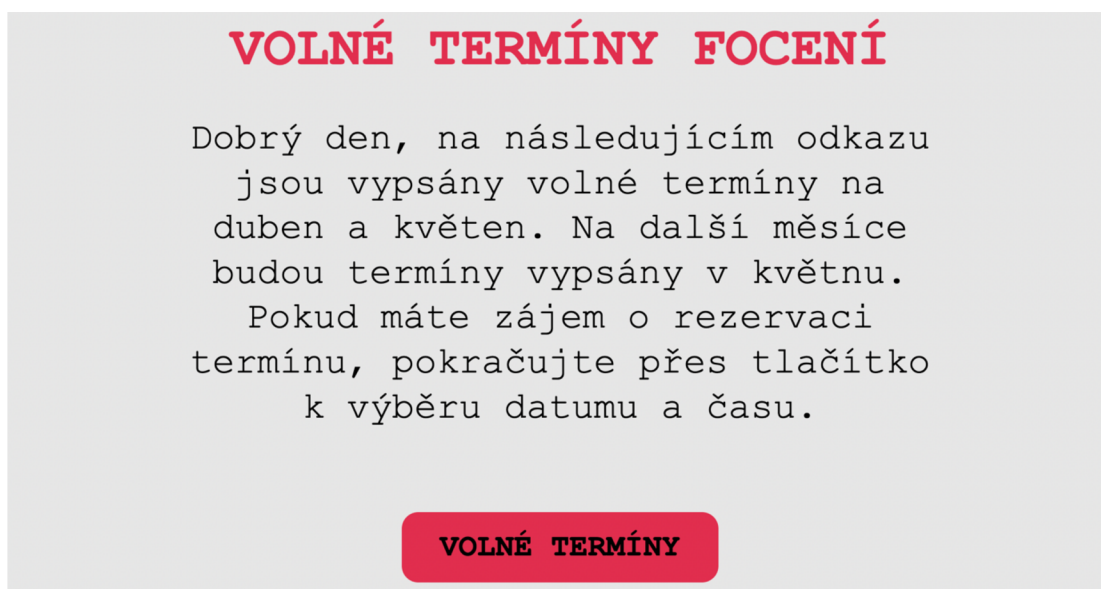 VOLNÉ TERMÍNY FOCENÍ
Dobrý den, na následujícím odkazu
jsou vypsány volné termíny na
duben a květen. Na další měsíce
budou termíny vypsány v květnu.
Pokud máte zájem o rezervaci
termínu, pokračujte přes tlačítko
k výběru datumu a času.
VOLNÉ TERMÍNY